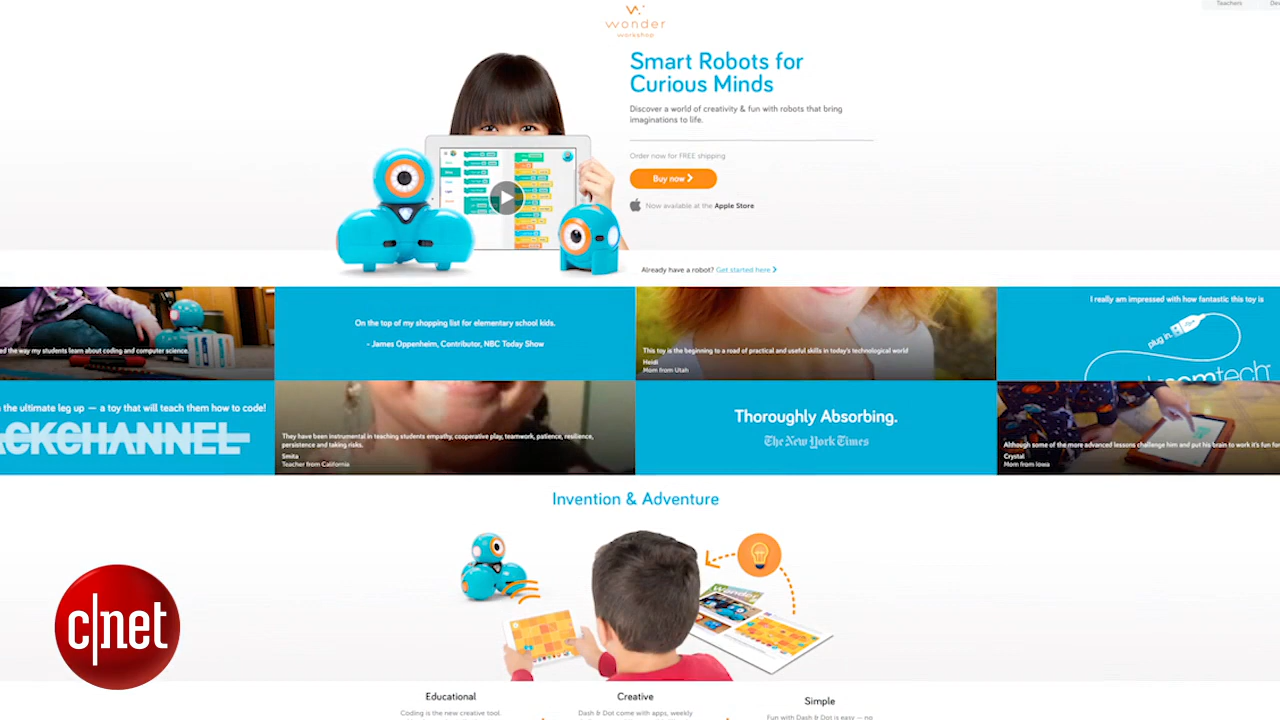 Teachers
wonder
workshop
Smart Robots for
Curious Minds
Discover a world of creativity & fun with robots that bring
imaginations to life.
Order now for FREE shipping
Buy now
Now available at the Apple Store
Already have a robot? Get started here
ed the way my students learn about coding and computer science.
On the top of my shopping list for elementary school kids.
- James Oppenheim, Contributor, NBC Today Show
This toy is the beginning to a road of practical and useful skills in today's technological world
Heidi
Mom from Utah
I really am impressed with how fantastic this toy is
plug in.
the ultimate leg up — a toy that will teach them how to code!
ACKCHANNEL
They have been instrumental in teaching students empathy, cooperative play, teamwork, patience, resilience,
persistence and taking risks.
Smita
Teacher from California
Thoroughly Absorbing.
The New York Times
Although some of the more advanced lessons challenge him and put his brain to work it's fun for
Crystal
Mom from Iowa
Invention & Adventure
c|net
Educational
Creative
Simple
Coding is the new creative tool.
Dash & Dot come with apps, weekly
Fun with Dash & Dot is easy — no